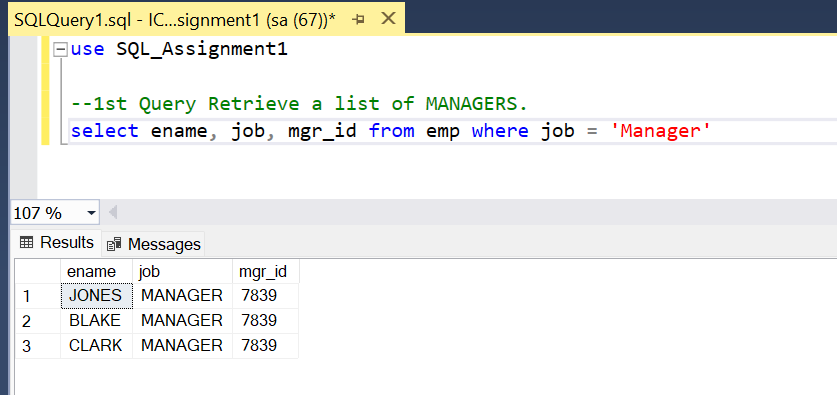 SQLQuery1.sql - IC...signment1 (sa (67))*
use SQL_Assignment1
--1st Query Retrieve a list of MANAGERS.
select ename, job, mgr_id from emp where job = 'Manager'
107 %
Results Messages
ename job mgr_id
1 JONES MANAGER 7839
2 BLAKE MANAGER 7839
3 CLARK MANAGER 7839